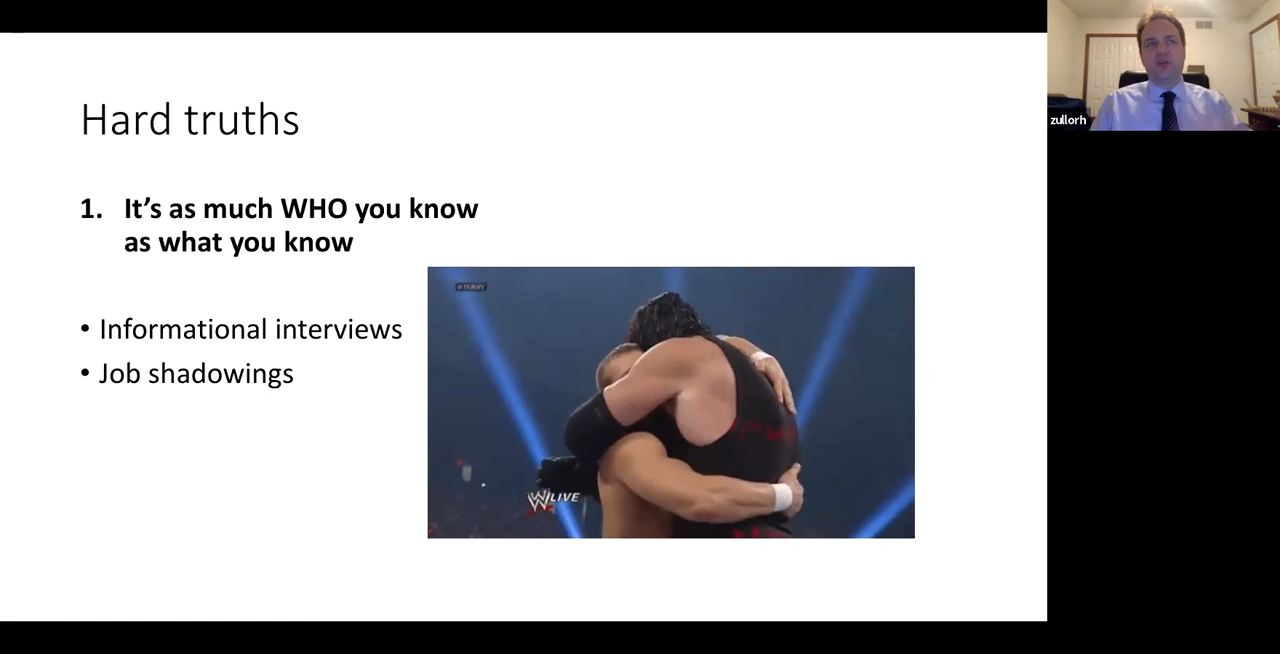 Hard truths
1. It’s as much WHO you know
as what you know
• Informational interviews
• Job shadowings
#RAW
W LIVE
zullorh